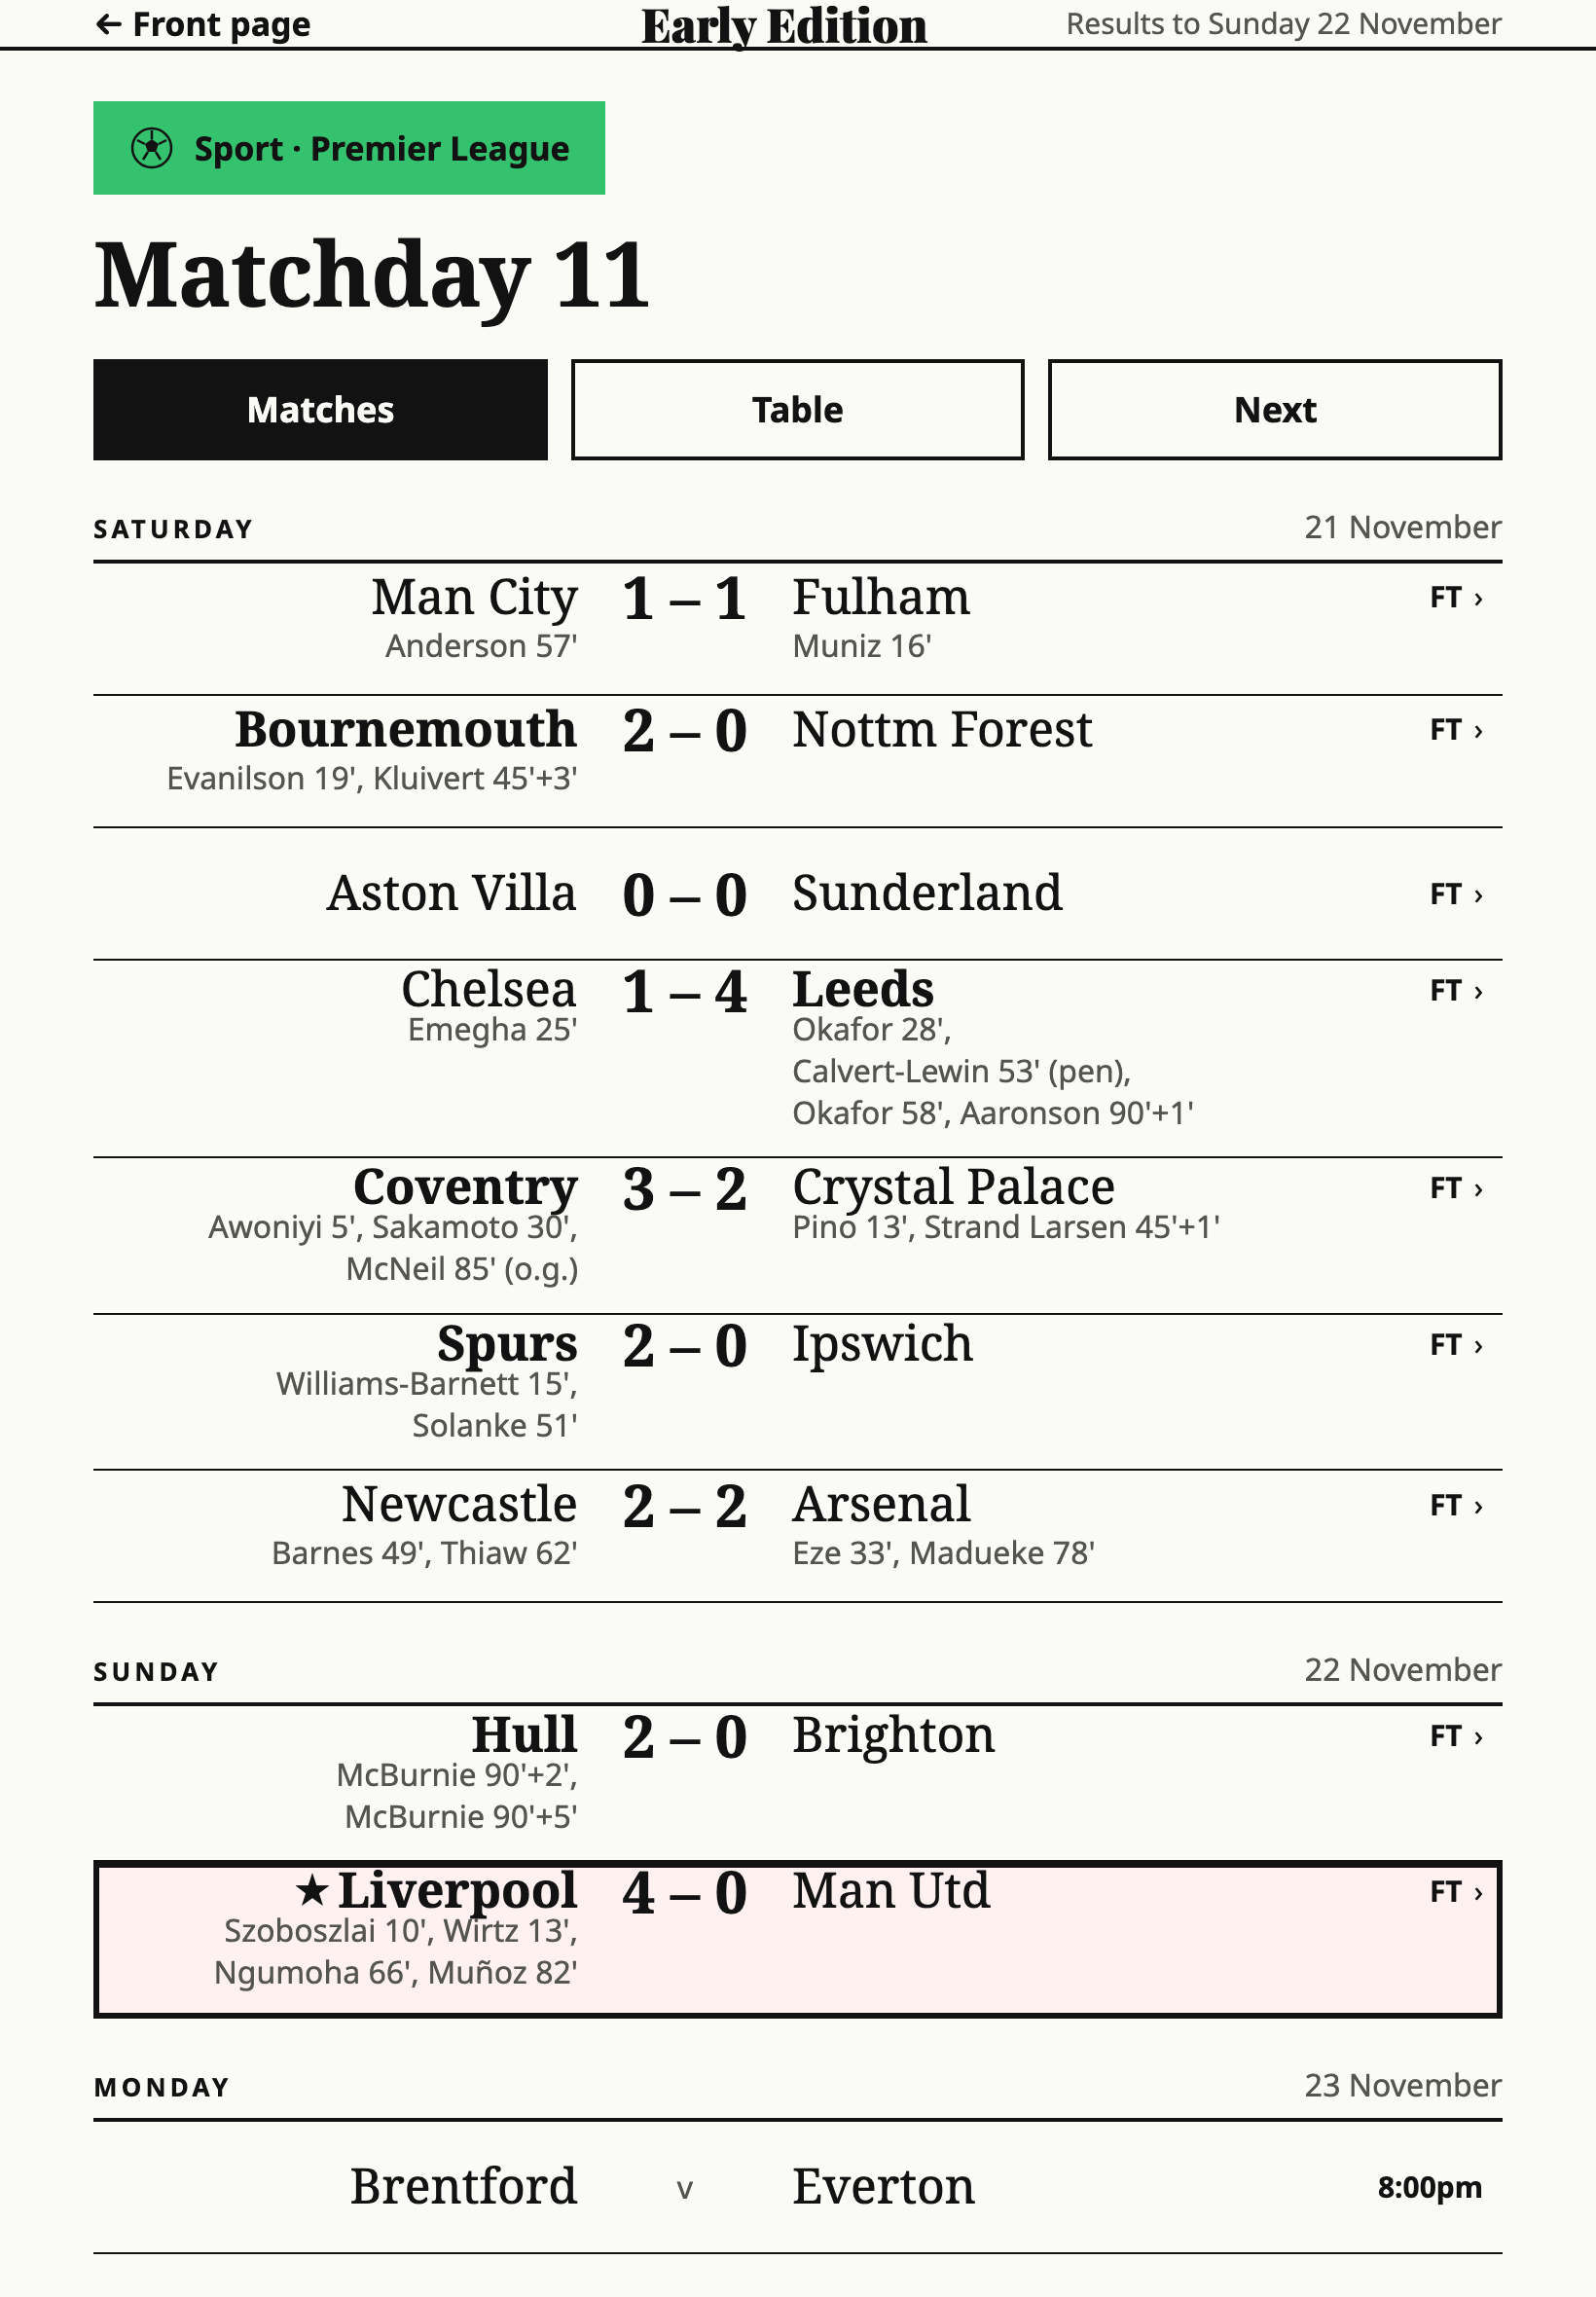 ← Front page
Early Edition
Results to Sunday 22 November
Sport · Premier League
Matchday 11
Matches
Table
Next
SATURDAY
21 November
Man City 1 – 1 Fulham FT ›
Anderson 57'
Muniz 16'
Bournemouth 2 – 0 Nottm Forest FT ›
Evanilson 19', Kluivert 45'+3'
Aston Villa 0 – 0 Sunderland FT ›
Chelsea 1 – 4 Leeds FT ›
Emegha 25'
Okafor 28',
Calvert-Lewin 53' (pen),
Okafor 58', Aaronson 90'+1'
Coventry 3 – 2 Crystal Palace FT ›
Awoniyi 5', Sakamoto 30',
McNeil 85' (o.g.)
Pino 13', Strand Larsen 45'+1'
Spurs 2 – 0 Ipswich FT ›
Williams-Barnett 15',
Solanke 51'
Newcastle 2 – 2 Arsenal FT ›
Barnes 49', Thiaw 62'
Eze 33', Madueke 78'
SUNDAY
22 November
Hull 2 – 0 Brighton FT ›
McBurnie 90'+2',
McBurnie 90'+5'
★ Liverpool 4 – 0 Man Utd FT ›
Szoboszlai 10', Wirtz 13',
Ngumoha 66', Muñoz 82'
MONDAY
23 November
Brentford v Everton 8:00pm